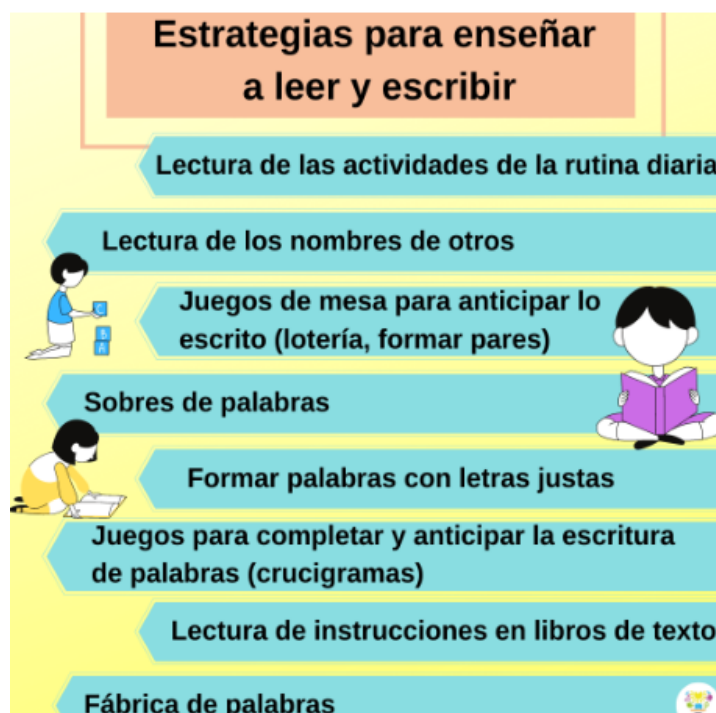 Estrategias para enseñar
a leer y escribir
Lectura de las actividades de la rutina diaria
Lectura de los nombres de otros
Juegos de mesa para anticipar lo
escrito (lotería, formar pares)
C
B
A
Sobres de palabras
Formar palabras con letras justas
Juegos para completar y anticipar la escritura
de palabras (crucigramas)
Lectura de instrucciones en libros de texto
Fábrica de palabras